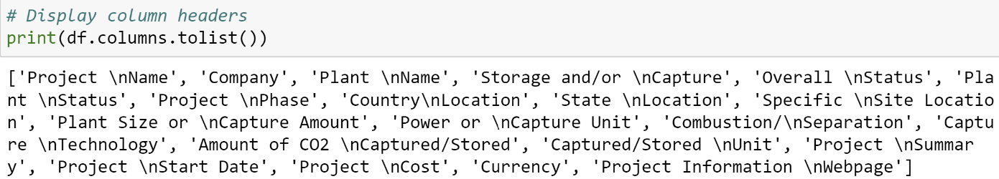 # Display column headers
print(df.columns.tolist())
['Project \nName', 'Company', 'Plant \nName', 'Storage and/or \nCapture', 'Overall \nStatus', 'Pla
nt \nStatus', 'Project \nPhase', 'Country\nLocation', 'State \nLocation', 'Specific \nSite Locatio
n', 'Plant Size or \nCapture Amount', 'Power or \nCapture Unit', 'Combustion/\nSeparation', 'Captu
re \nTechnology', 'Amount of CO2 \nCaptured/Stored', 'Captured/Stored \nUnit', 'Project \nSummar
y', 'Project \nStart Date', 'Project \nCost', 'Currency', 'Project Information \nWebpage']